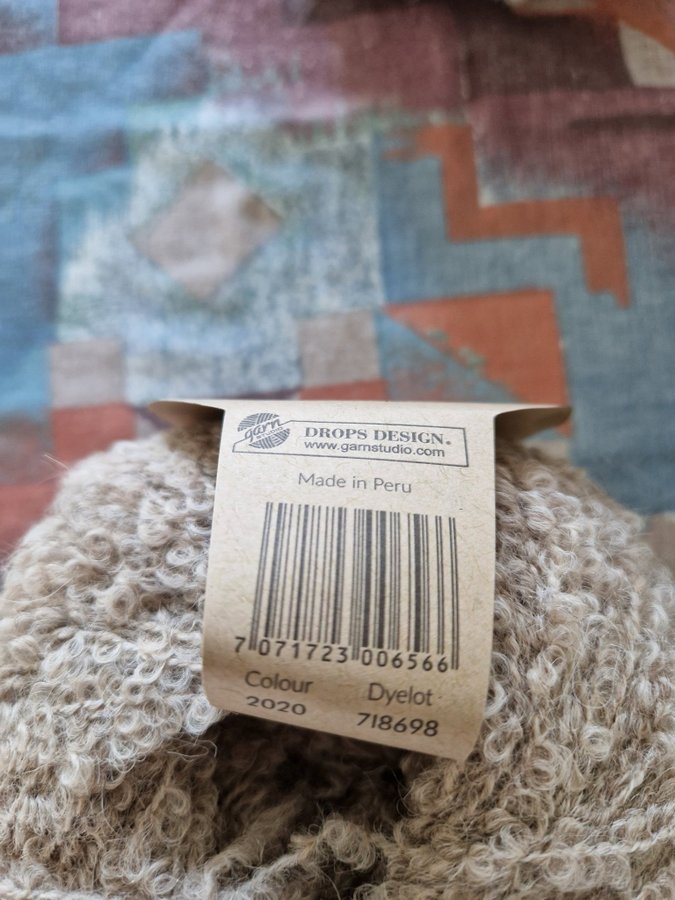 garn
STUDIO
DROPS DESIGN®
www.garnstudio.com
Made in Peru
7 071723 006566
Colour Dyelot
2020 718698